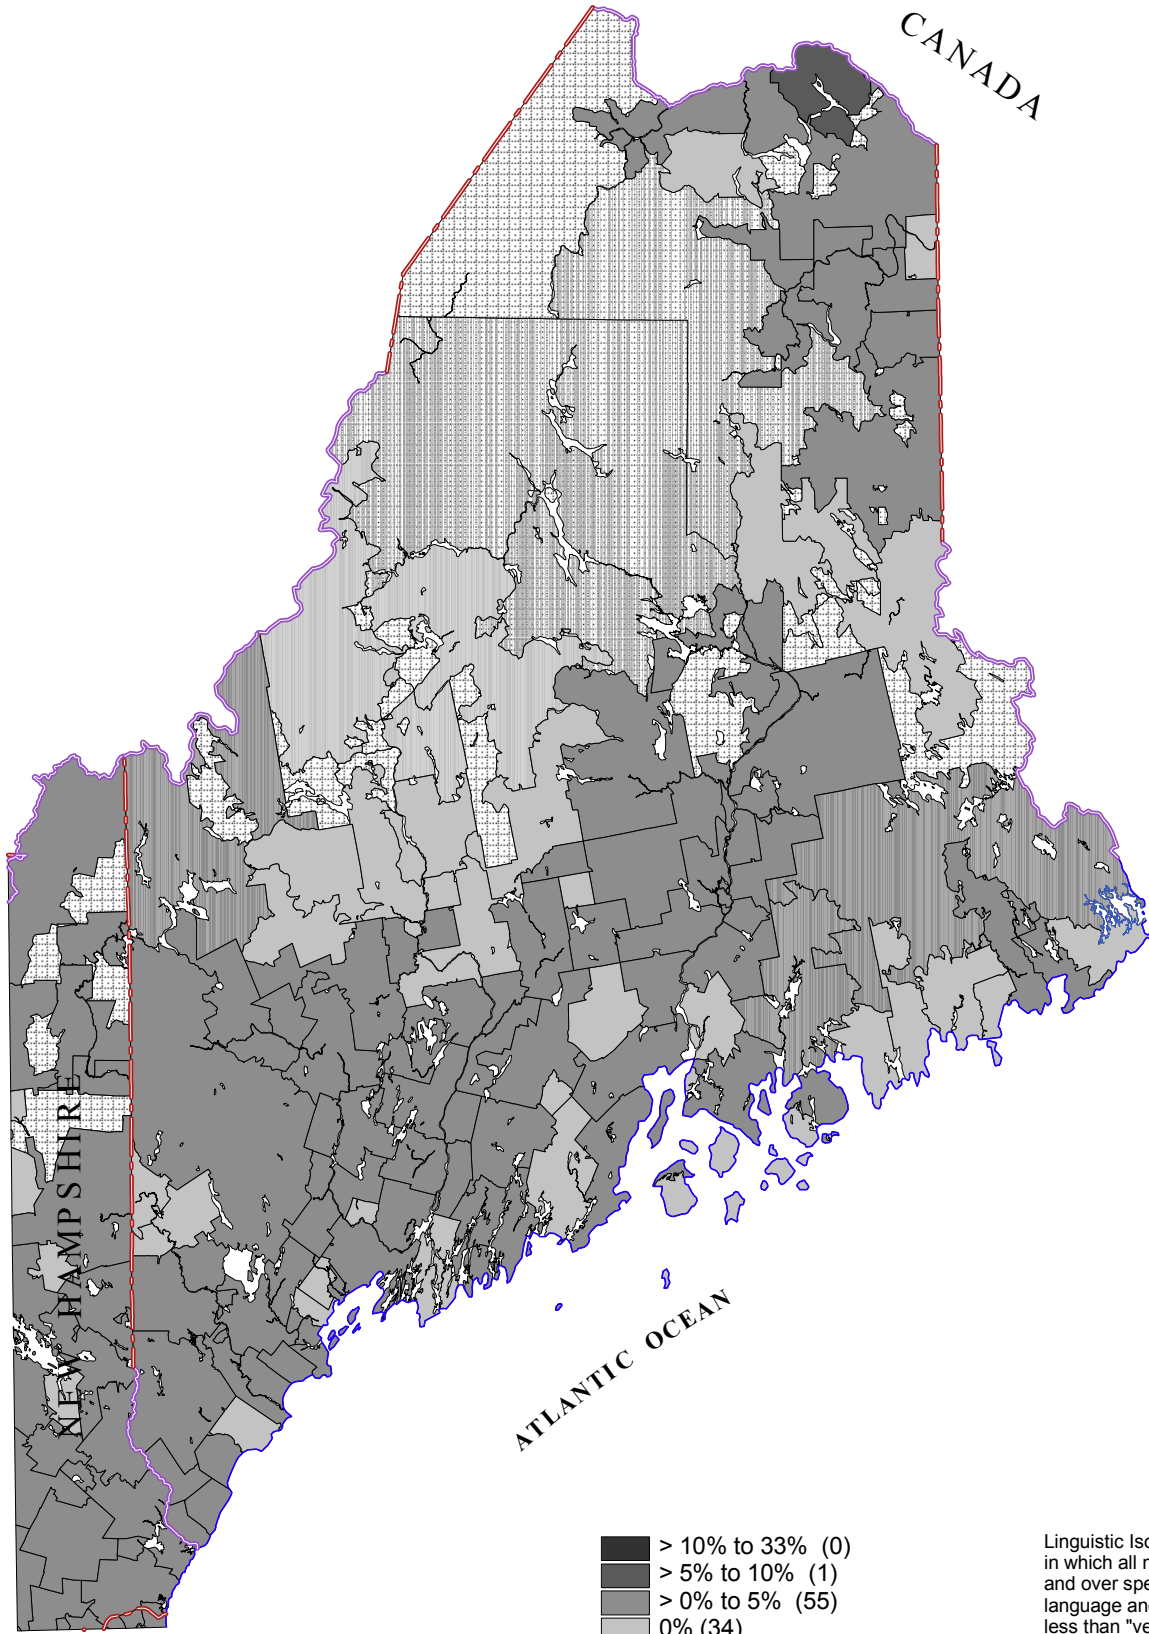 CANADA
NEW HAMPSHIRE
ATLANTIC OCEAN
> 10% to 33% (0)
> 5% to 10% (1)
> 0% to 5% (55)
0% (34)
Linguistic Iso
in which all
and over spe
language an
less than "ve